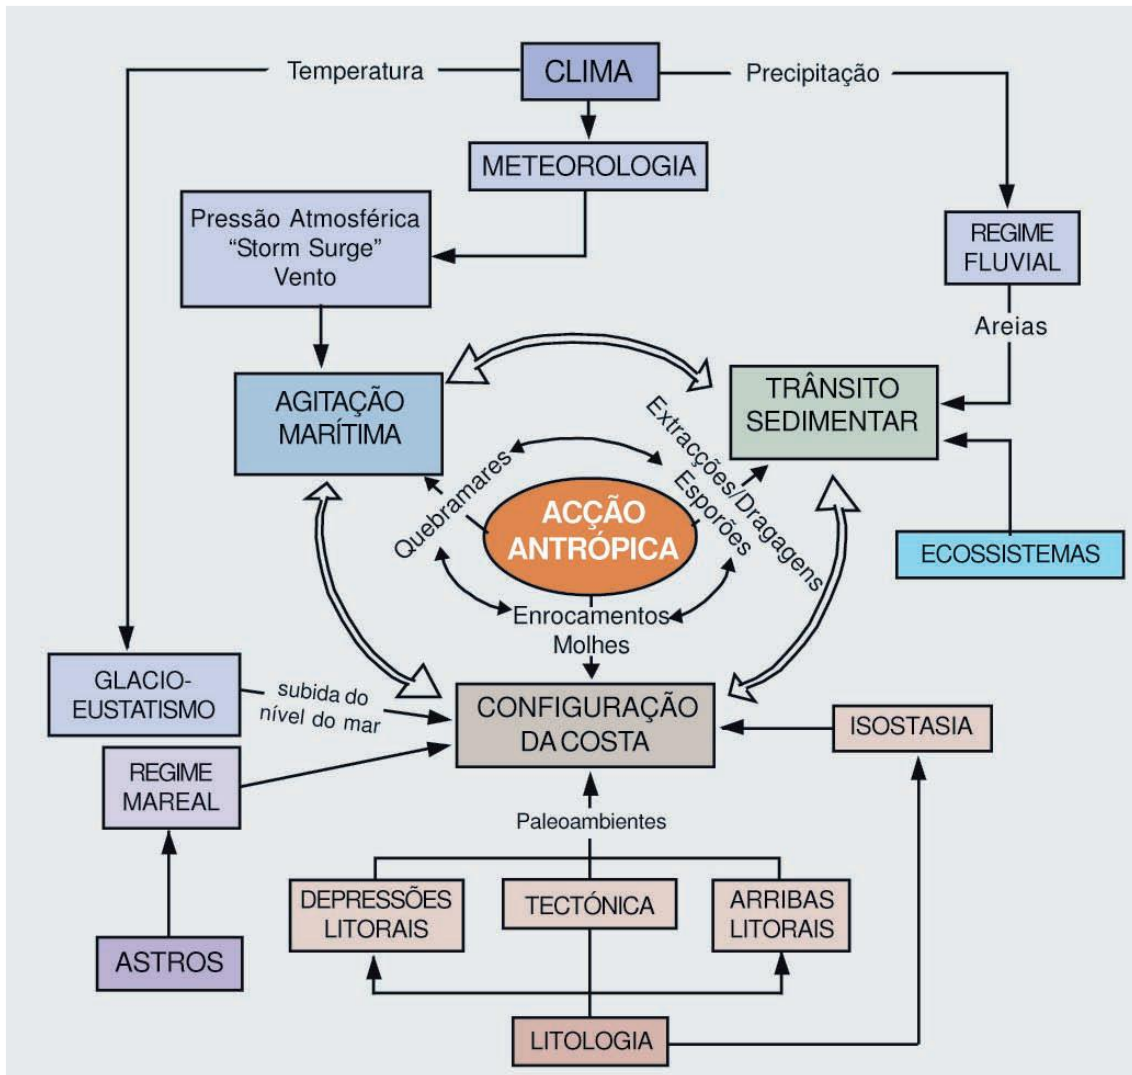 Temperatura
CLIMA
Precipitação
METEOROLOGIA
Pressão Atmosférica
“Storm Surge”
Vento
REGIME
FLUVIAL
Areias
AGITAÇÃO
MARÍTIMA
TRÂNSITO
SEDIMENTAR
Quebramares
Extracções/Dragagens
Esporões
ACÇÃO
ANTRÓPICA
ECOSSISTEMAS
Enrocamentos
Molhes
GLACIO-
EUSTATISMO
subida do
nível do mar
CONFIGURAÇÃO
DA COSTA
ISOSTASIA
REGIME
MAREAL
Paleoambientes
DEPRESSÕES
LITORAIS
TECTÓNICA
ARRIBAS
LITORAIS
ASTROS
LITOLOGIA